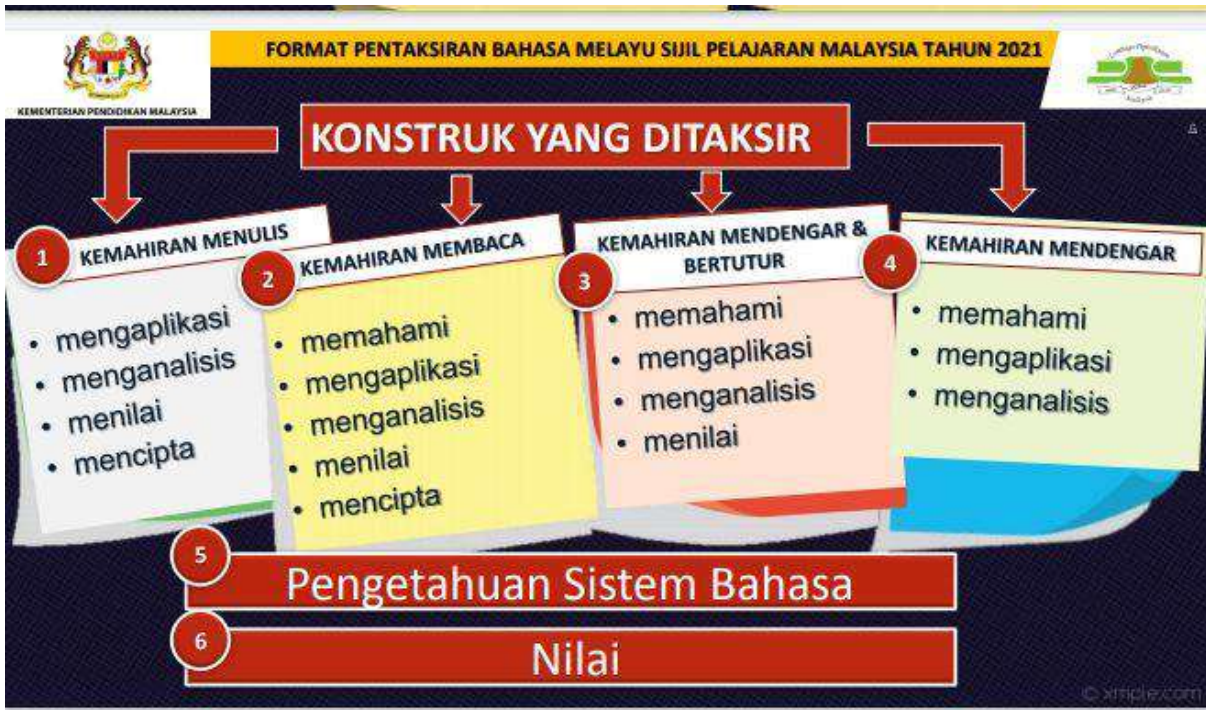 FORMAT PENTAKSIRAN BAHASA MELAYU SIJIL PELAJARAN MALAYSIA TAHUN 2021
KEMENTERIAN PENDIDIKAN MALAYSIA
KONSTRUK YANG DITAKSIR
1
KEMAHIRAN MENULIS
• mengaplikasi
• menganalisis
• menilai
• mencipta
2
KEMAHIRAN MEMBACA
• memahami
• mengaplikasi
• menganalisis
• menilai
• mencipta
3
KEMAHIRAN MENDENGAR &
BERTUTUR
• memahami
• mengaplikasi
• menganalisis
• menilai
4
KEMAHIRAN MENDENGAR
• memahami
• mengaplikasi
• menganalisis
5
Pengetahuan Sistem Bahasa
6
Nilai